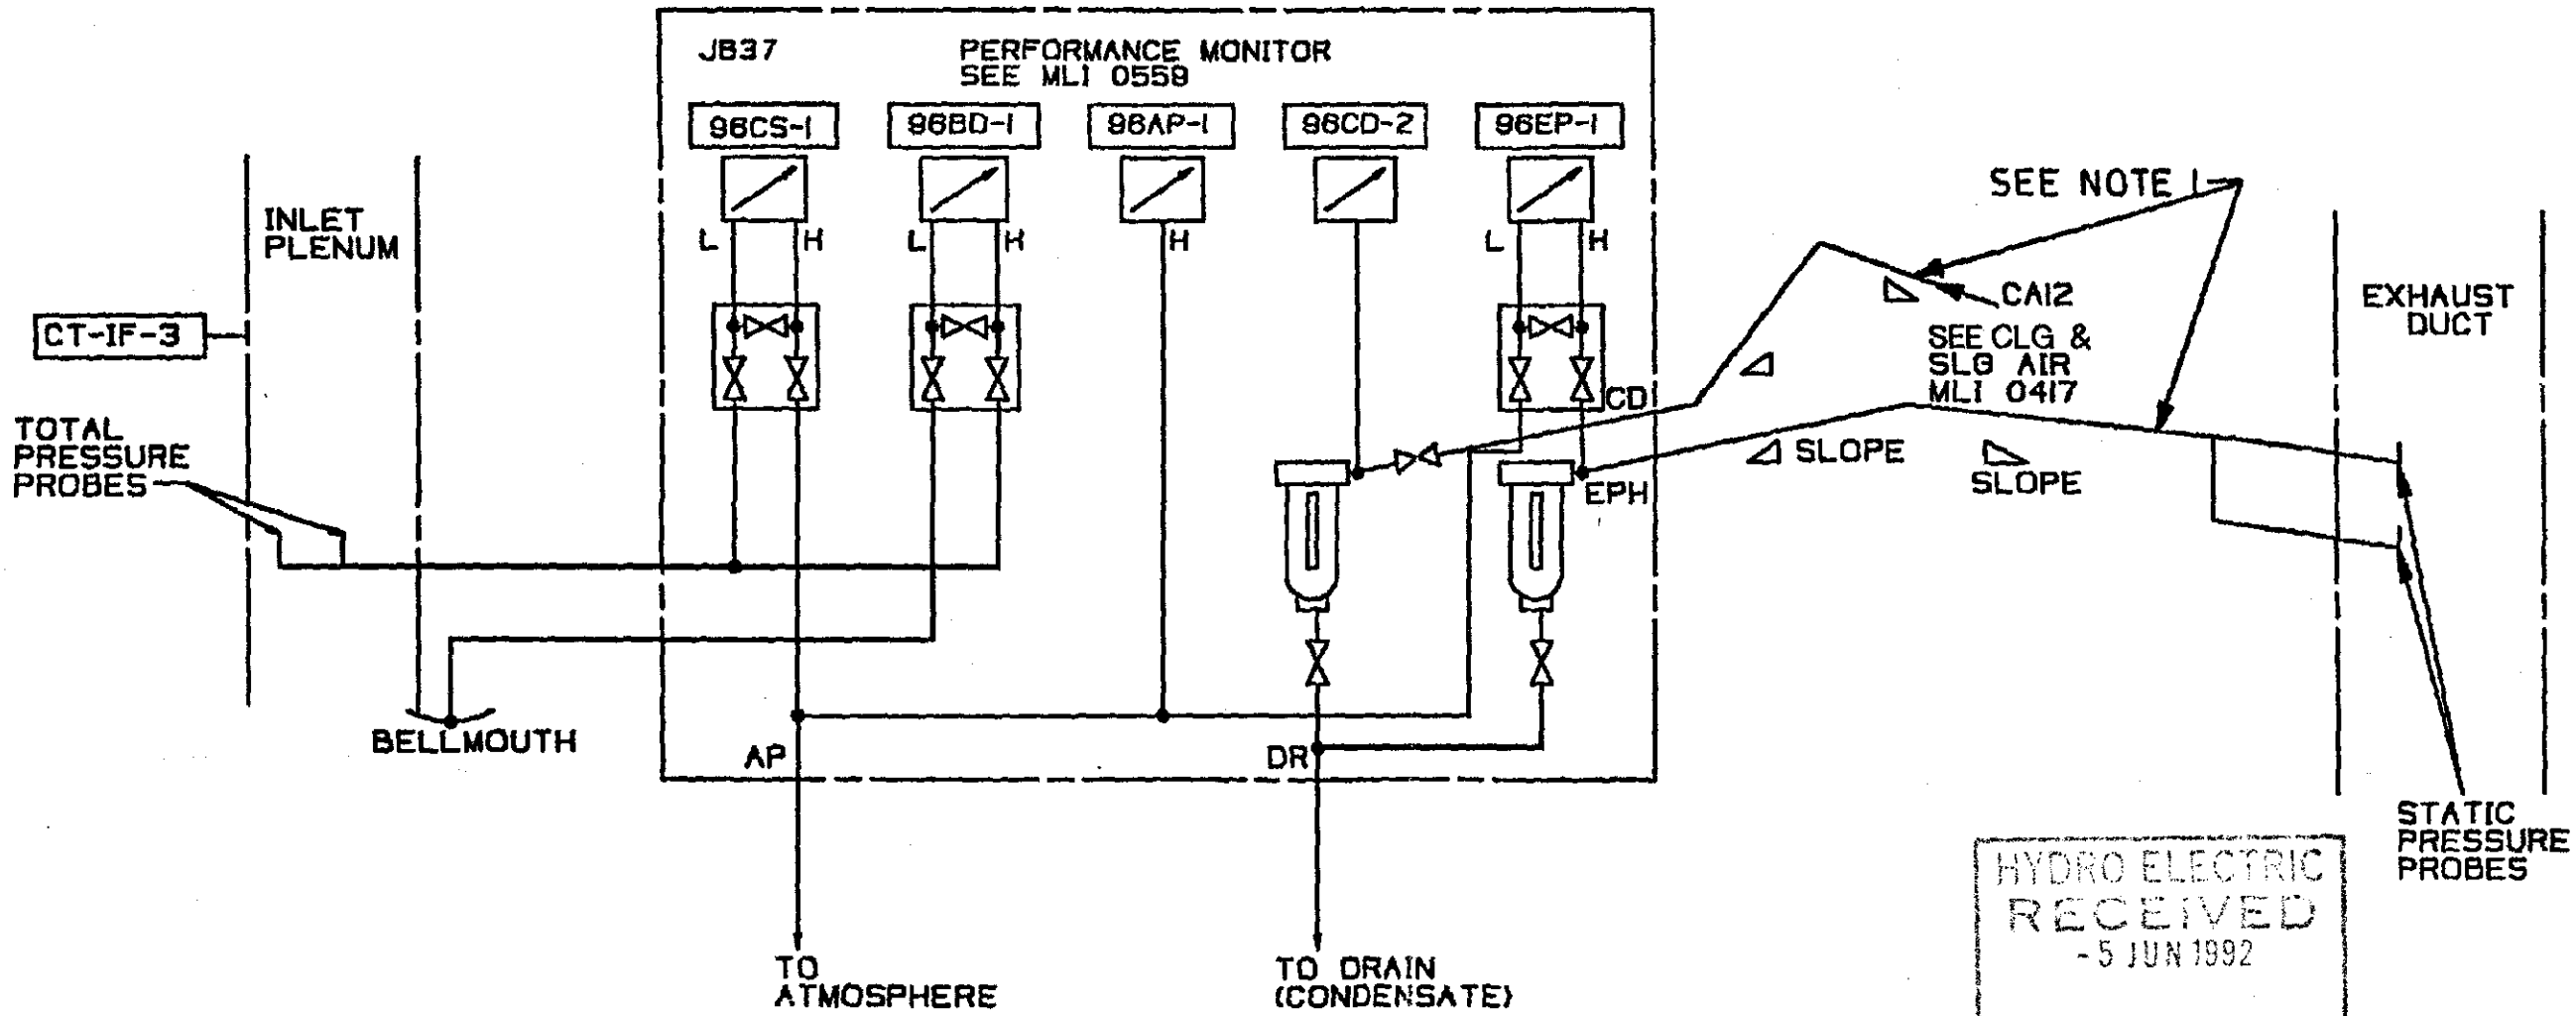 JB37
PERFORMANCE MONITOR
SEE MLI 0559
96CS-1
96BD-1
96AP-1
96CD-2
96EP-1
L
H
L
H
H
L
H
INLET
PLENUM
CT-IF-3
TOTAL
PRESSURE
PROBES
BELLMOUTH
SEE NOTE 1
CA12
SEE CLG &
SLG AIR
MLI 0417
EXHAUST
DUCT
CD
EPH
SLOPE
SLOPE
AP
DR
TO
ATMOSPHERE
TO DRAIN
(CONDENSATE)
STATIC
PRESSURE
PROBES
HYDRO ELECTRIC
RECEIVED
-5 JUN 1992